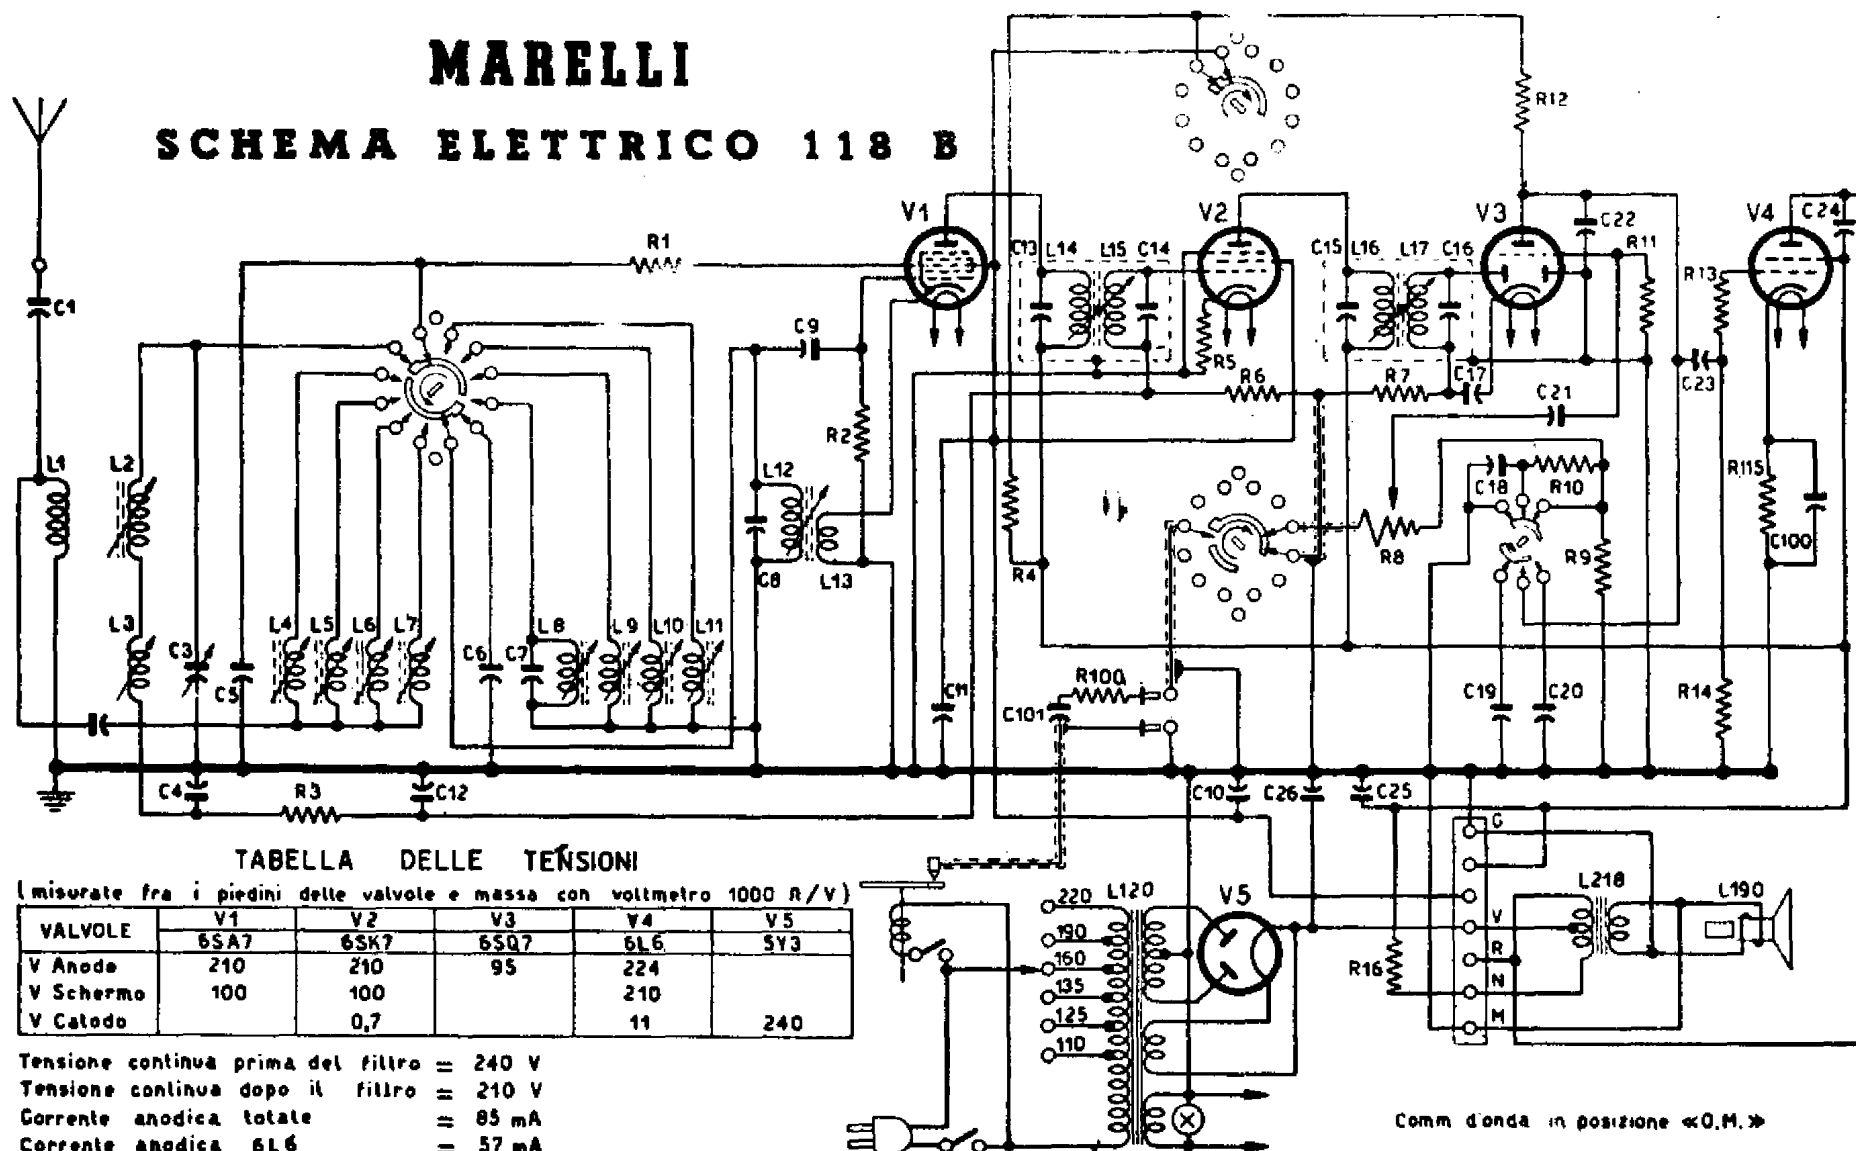 MARELLI
SCHEMA ELETTRICO 118 B
R12
V1
V2
V3
V4
C24
C22
R1
C13
L14
L15
C14
C15
L16
L17
C16
R11
R13
C1
C9
R5
R6
R7
C17
C23
C21
R2
L1
L2
L12
C18
R10
R115
C8
L13
R4
R8
R9
C100
L3
C3
L4
L5
L6
L7
C6
C7
L8
L9
L10
L11
C5
R100
C101
C11
C19
C20
R14
C4
R3
C12
C10
C26
C25
G
TABELLA DELLE TENSIONI
(misurate fra i piedini delle valvole e massa con voltmetro 1000 R/V)
VALVOLE V1 V2 V3 V4 V5
6SA7 6SK7 6SQ7 6L6 5Y3
V Anodo 210 210 95 224
V Schermo 100 100 210
V Catodo 0,7 11 240
220
190
160
135
125
110
L120
V5
L218
L190
V
R
N
M
R16
Tensione continua prima del filtro = 240 V
Tensione continua dopo il filtro = 210 V
Corrente anodica totale = 85 mA
Corrente anodica 6L6 = 57 mA
Comm d'onda in posizione «O.M.»